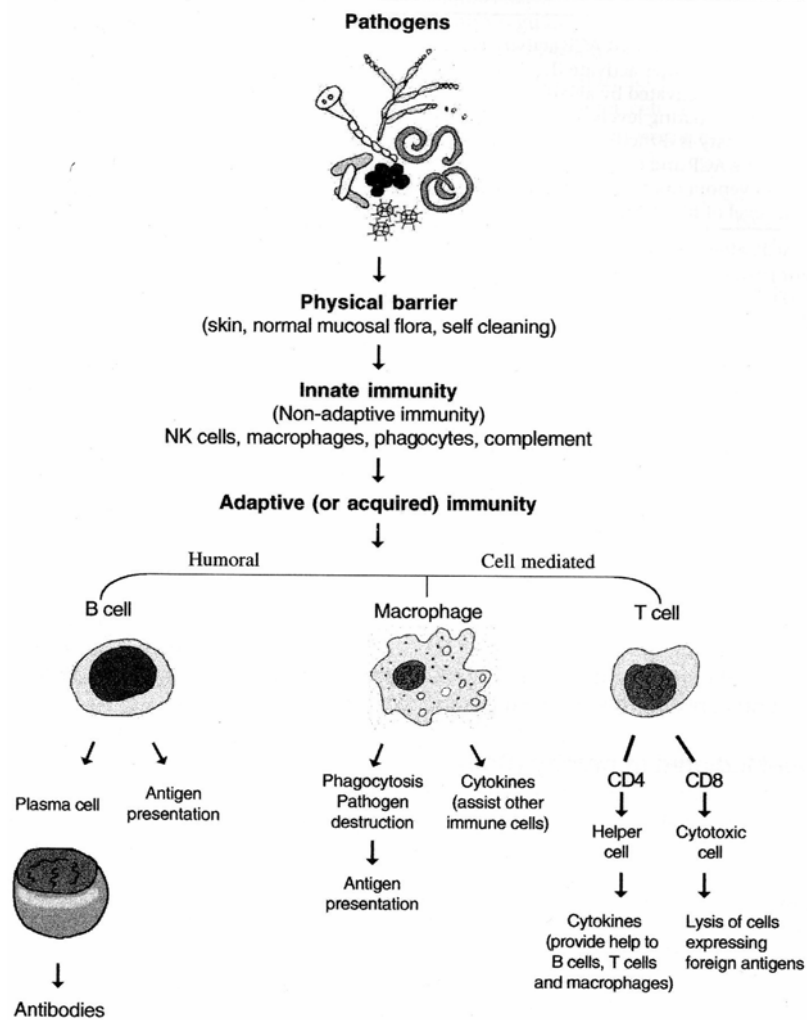 Pathogens
Physical barrier
(skin, normal mucosal flora, self cleaning)
Innate immunity
(Non-adaptive immunity)
NK cells, macrophages, phagocytes, complement
Adaptive (or acquired) immunity
Humoral
Cell mediated
B cell
Macrophage
T cell
Plasma cell
Antigen
presentation
Phagocytosis
Pathogen
destruction
Cytokines
(assist other
immune cells)
CD4
CD8
Helper
cell
Cytotoxic
cell
Antigen
presentation
Cytokines
(provide help to
B cells, T cells
and macrophages)
Lysis of cells
expressing
foreign antigens
Antibodies